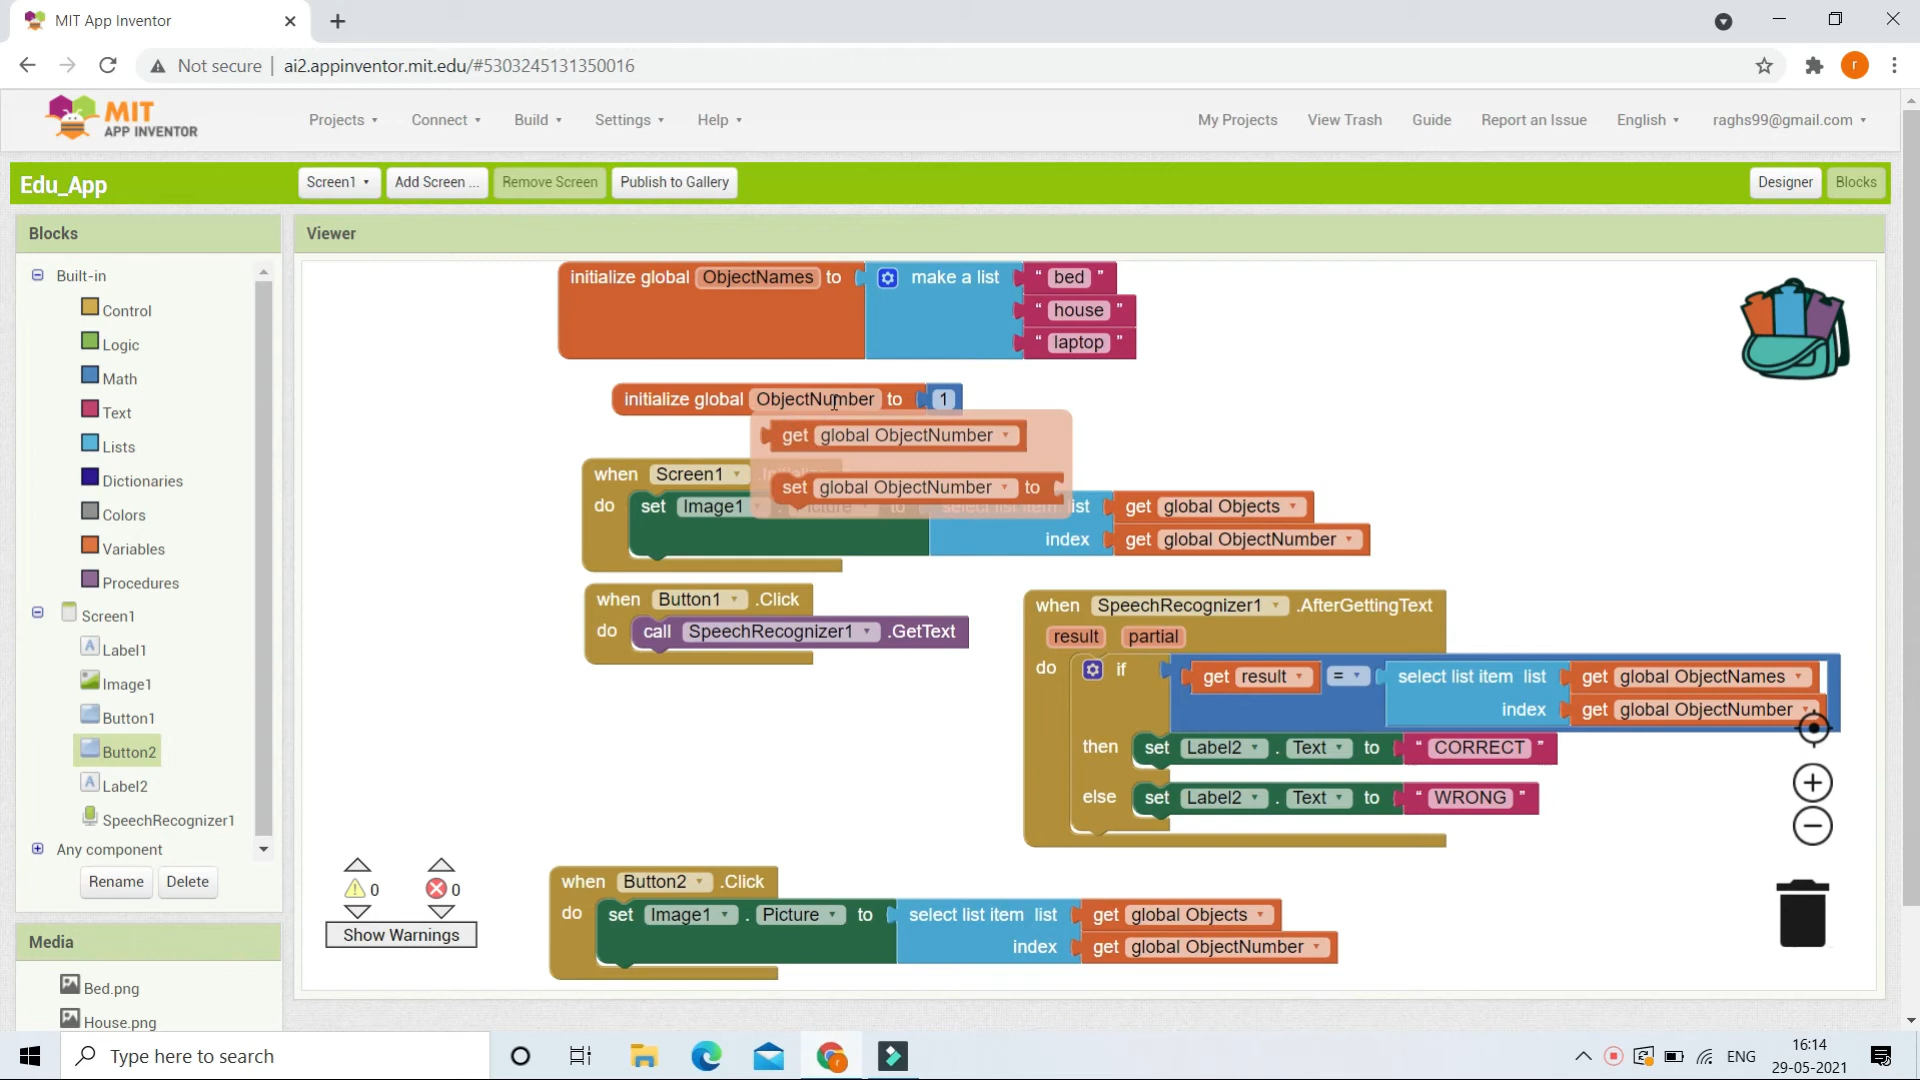 MIT App Inventor
Not secure | ai2.appinventor.mit.edu/#5303245131350016
r
MIT
APP INVENTOR
Projects Connect Build Settings Help My Projects View Trash Guide Report an Issue English raghs99@gmail.com
Edu_App Screen1 Add Screen ... Remove Screen Publish to Gallery Designer Blocks
Blocks
Viewer
Built-in
Control
Logic
Math
Text
Lists
Dictionaries
Colors
Variables
Procedures
Screen1
Label1
Image1
Button1
Button2
Label2
SpeechRecognizer1
Any component
Rename Delete
Media
Bed.png
House.png
initialize global ObjectNames to make a list " bed "
" house "
" laptop "
initialize global ObjectNumber to 1
get global ObjectNumber
set global ObjectNumber to
when Screen1
do set Image1 . Picture to select list item list get global Objects
index get global ObjectNumber
when Button1 .Click
do call SpeechRecognizer1 .GetText
when SpeechRecognizer1 .AfterGettingText
result partial
do if get result = select list item list get global ObjectNames
index get global ObjectNumber
then set Label2 . Text to " CORRECT "
else set Label2 . Text to " WRONG "
when Button2 .Click
do set Image1 . Picture to select list item list get global Objects
index get global ObjectNumber
0 0
Show Warnings
Type here to search
ENG
16:14
29-05-2021